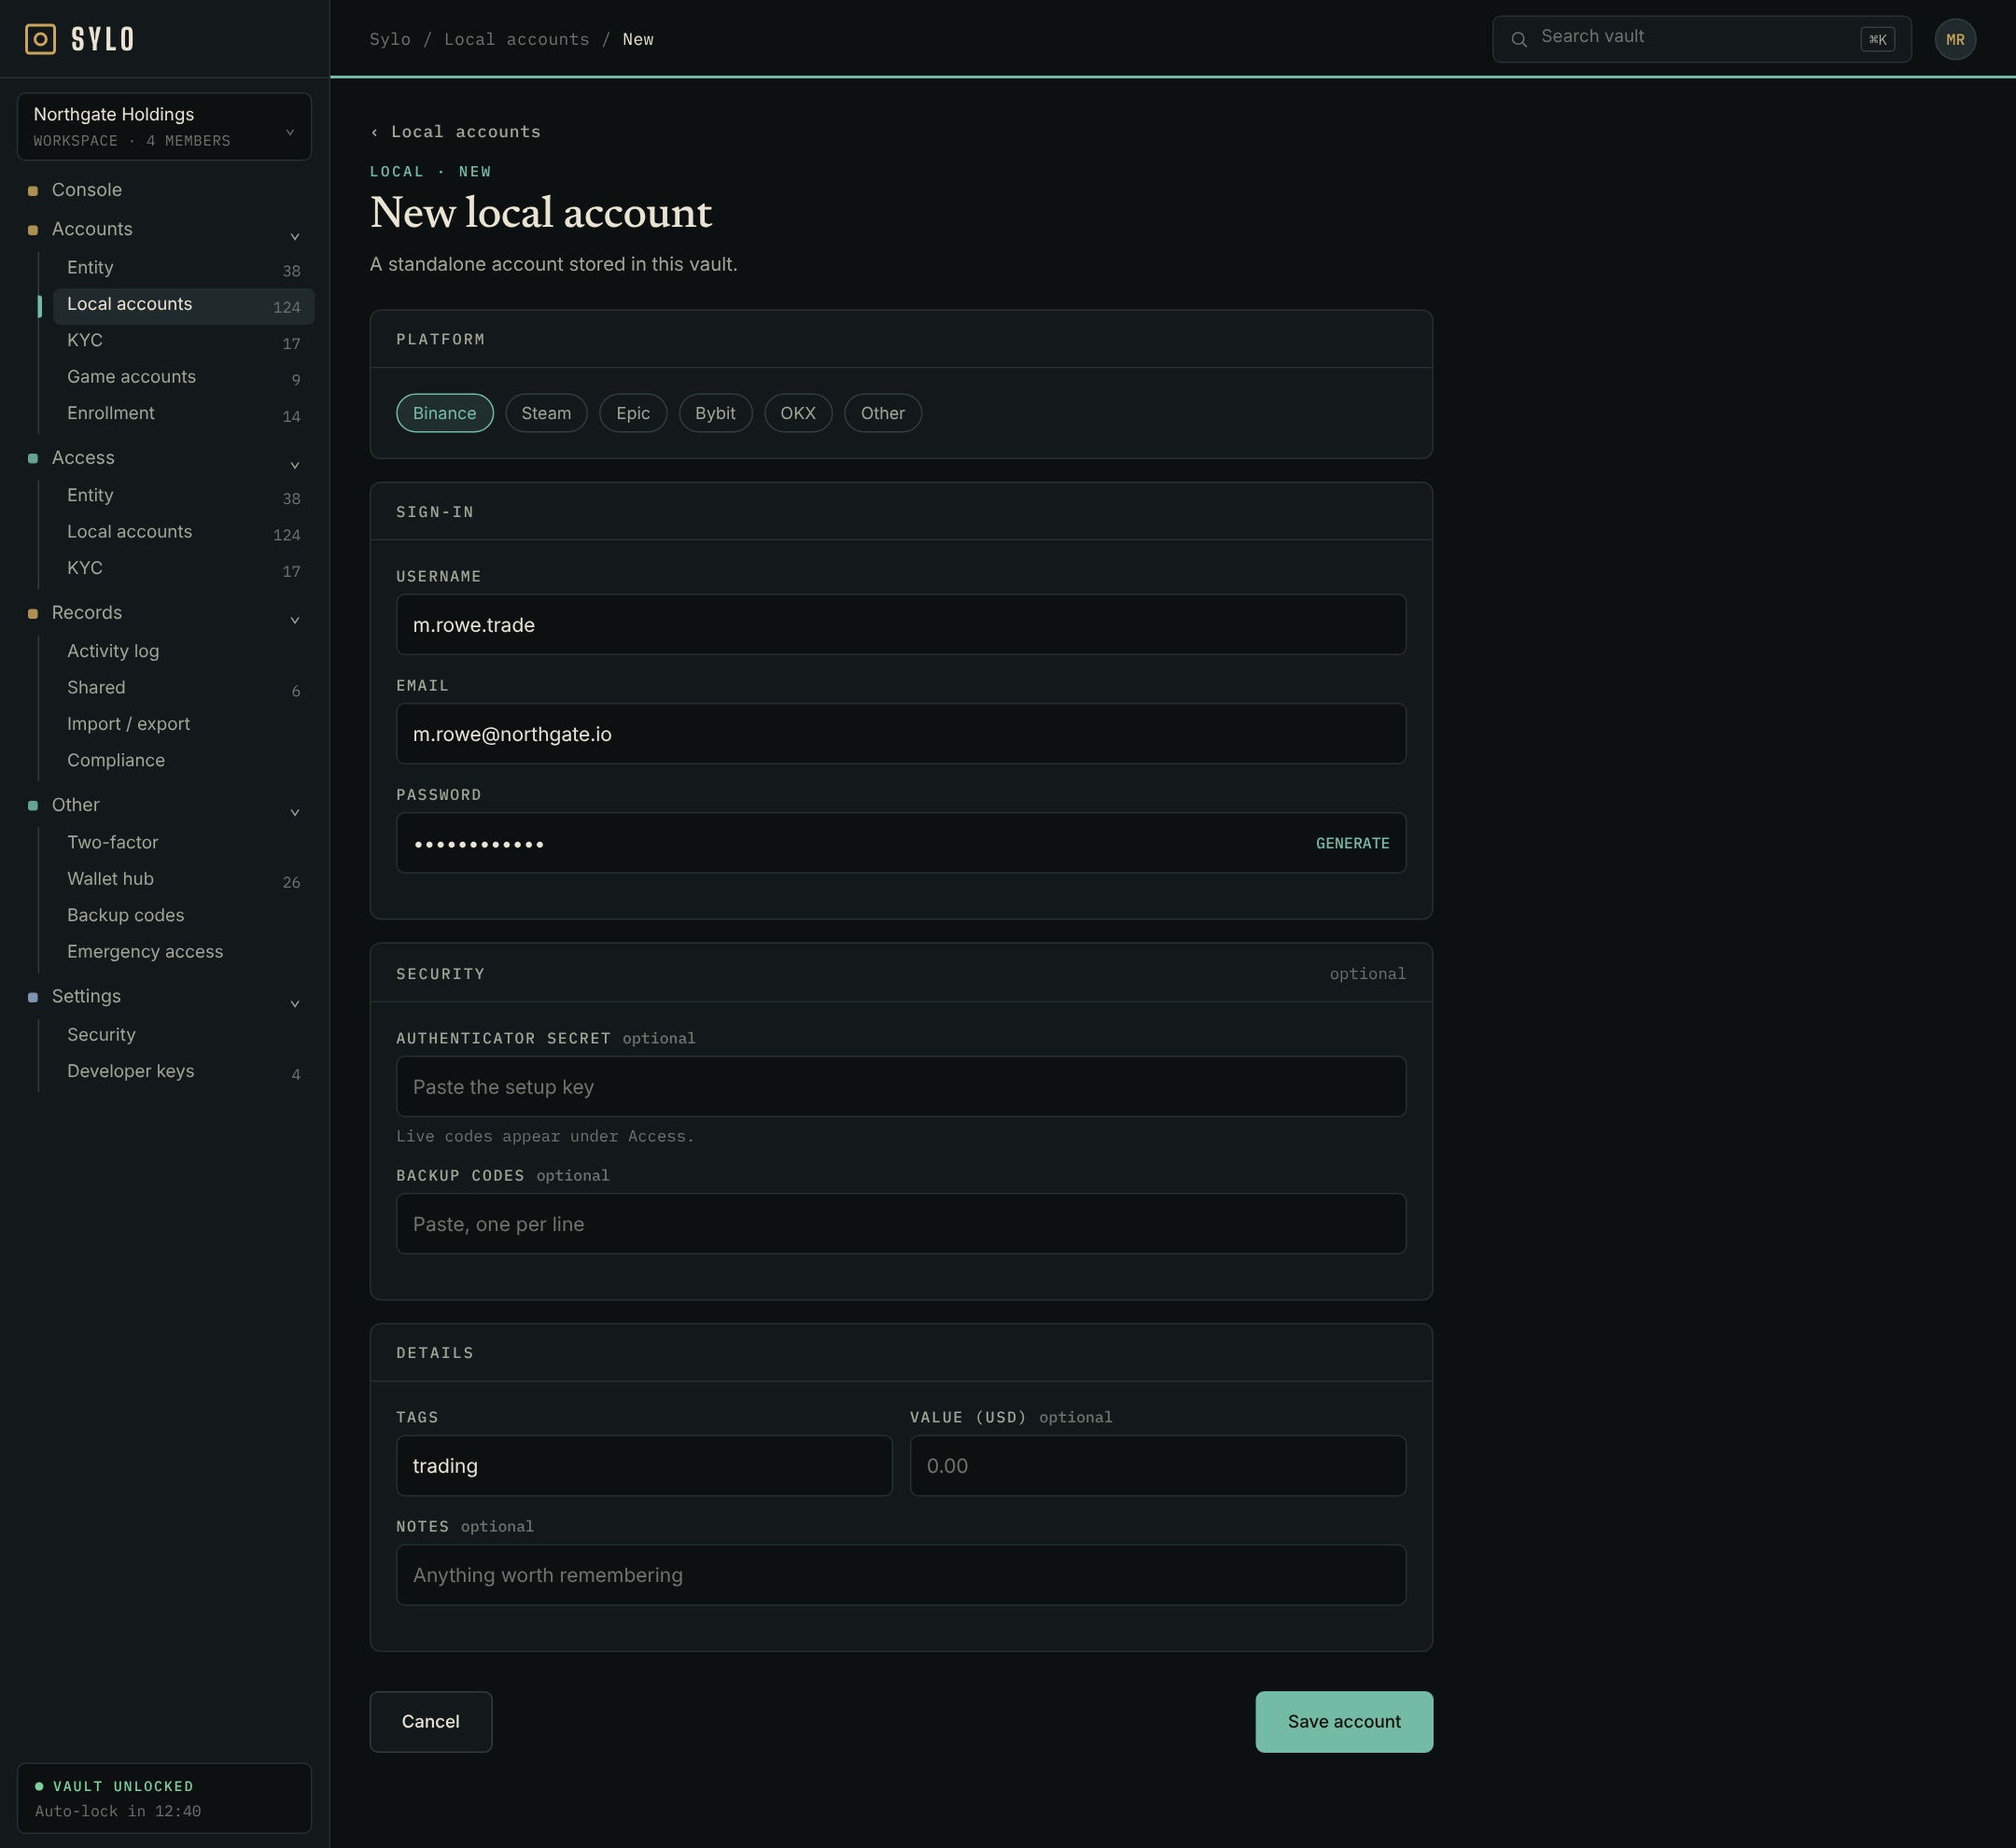 SYLO
Northgate Holdings
WORKSPACE · 4 MEMBERS
Console
Accounts
Entity 38
Local accounts 124
KYC 17
Game accounts 9
Enrollment 14
Access
Entity 38
Local accounts 124
KYC 17
Records
Activity log
Shared 6
Import / export
Compliance
Other
Two-factor
Wallet hub 26
Backup codes
Emergency access
Settings
Security
Developer keys 4
VAULT UNLOCKED
Auto-lock in 12:40
Sylo / Local accounts / New
Search vault ⌘K
MR
‹ Local accounts
LOCAL · NEW
New local account
A standalone account stored in this vault.
PLATFORM
Binance Steam Epic Bybit OKX Other
SIGN-IN
USERNAME
m.rowe.trade
EMAIL
m.rowe@northgate.io
PASSWORD
•••••••••••• GENERATE
SECURITY optional
AUTHENTICATOR SECRET optional
Paste the setup key
Live codes appear under Access.
BACKUP CODES optional
Paste, one per line
DETAILS
TAGS VALUE (USD) optional
trading 0.00
NOTES optional
Anything worth remembering
Cancel Save account